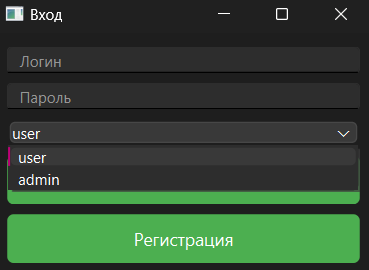 Вход
Логин
Пароль
user
user
admin
Регистрация